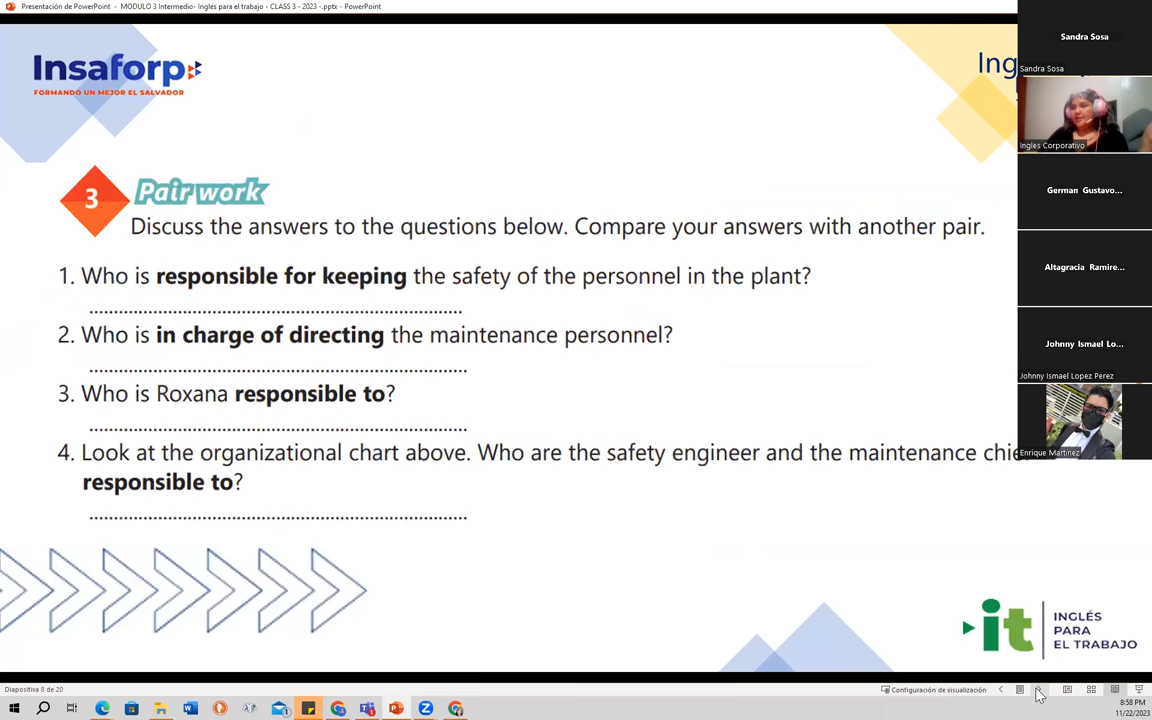 Presentación de PowerPoint - MODULO 3 Intermedio- Ingles para el trabajo - CLASS 3 - 2023 -.pptx - PowerPoint
Insaforp
FORMANDO UN MEJOR EL SALVADOR
Ing
3
Pair work
Discuss the answers to the questions below. Compare your answers with another pair.
1. Who is responsible for keeping the safety of the personnel in the plant?
2. Who is in charge of directing the maintenance personnel?
3. Who is Roxana responsible to?
4. Look at the organizational chart above. Who are the safety engineer and the maintenance chie
responsible to?
it
INGLÉS
PARA
EL TRABAJO
Sandra Sosa
Sandra Sosa
Ingles Corporativo
German Gustavo...
Altagracia Ramire...
Johnny Ismael Lo...
Johnny Ismael Lopez Perez
Enrique Martinez
Diapositiva 8 de 20
Configuración de visualización
8:58 PM
11/22/2023